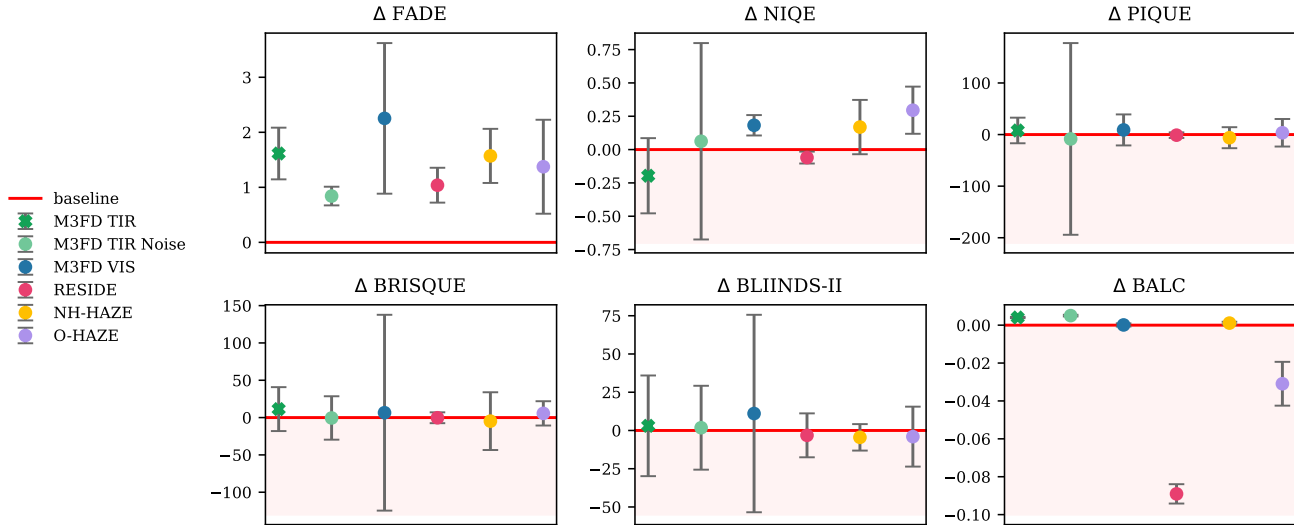 Δ FADE
Δ NIQE
Δ PIQUE
3
2
1
0
0.75
0.50
0.25
0.00
−0.25
−0.50
−0.75
100
0
−100
−200
baseline
M3FD TIR
M3FD TIR Noise
M3FD VIS
RESIDE
NH-HAZE
O-HAZE
Δ BRISQUE
Δ BLIINDS-II
Δ BALC
150
100
50
0
−50
−100
75
50
25
0
−25
−50
0.00
−0.02
−0.04
−0.06
−0.08
−0.10